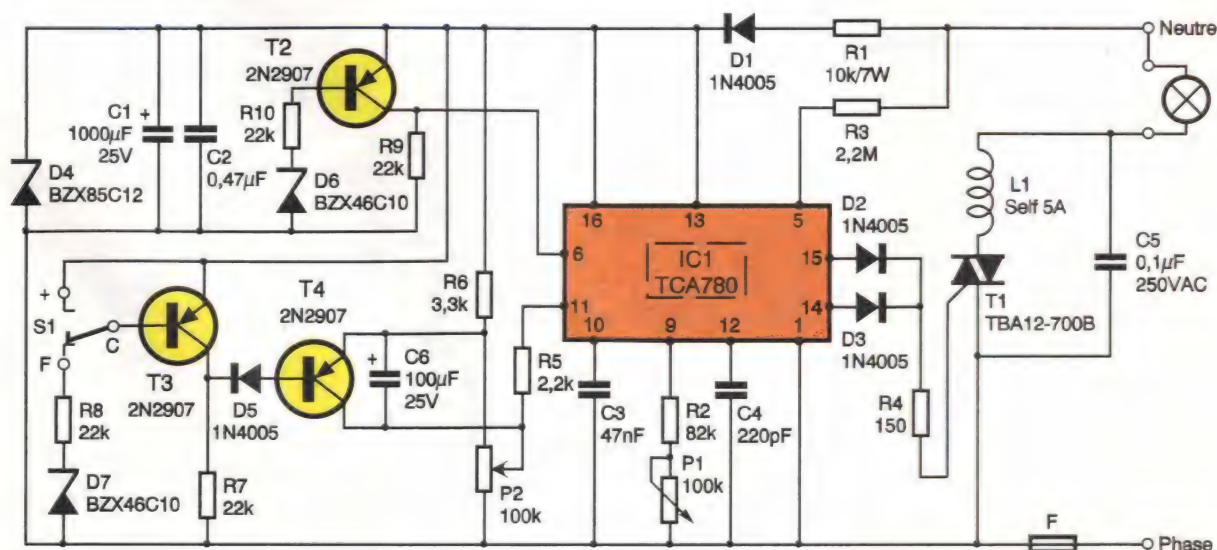 T2
2N2907
D1
1N4005
R1
10k/7W
Neutre
C1
1000µF
25V
+
C2
0,47µF
R10
22k
R9
22k
R3
2,2M
D4
BZX85C12
D6
BZX46C10
16
13
5
6
IC1
TCA780
15
11
14
10
9
12
1
D2
1N4005
L1
Self 5A
C5
0,1µF
250VAC
+
S1
C
F
T4
2N2907
R6
3,3k
T1
TBA12-700B
D3
1N4005
T3
2N2907
D5
1N4005
+
C6
100µF
25V
R5
2,2k
C3
47nF
R2
82k
C4
220pF
R4
150
R8
22k
D7
BZX46C10
R7
22k
P2
100k
P1
100k
F
Phase